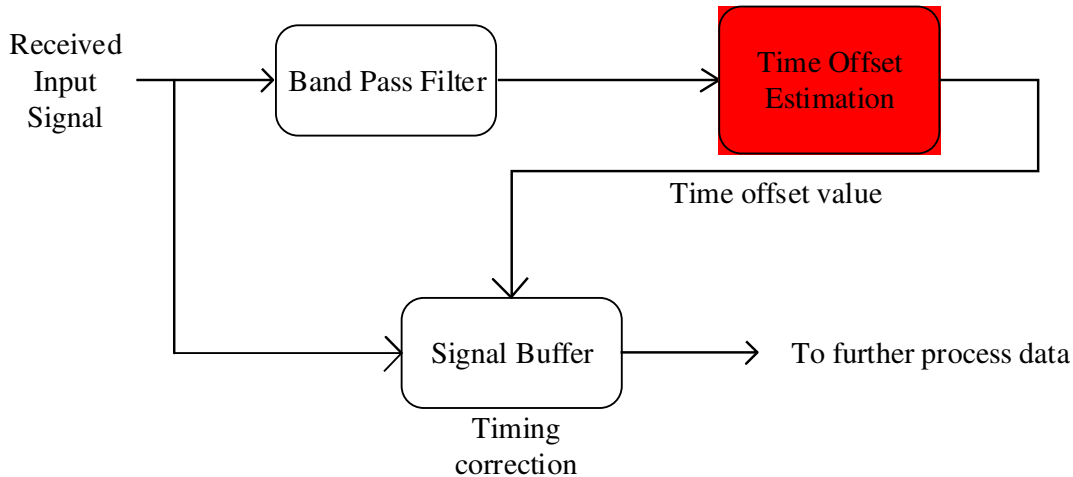 Received
Input
Signal
Band Pass Filter
Time Offset
Estimation
Time offset value
Signal Buffer
To further process data
Timing
correction